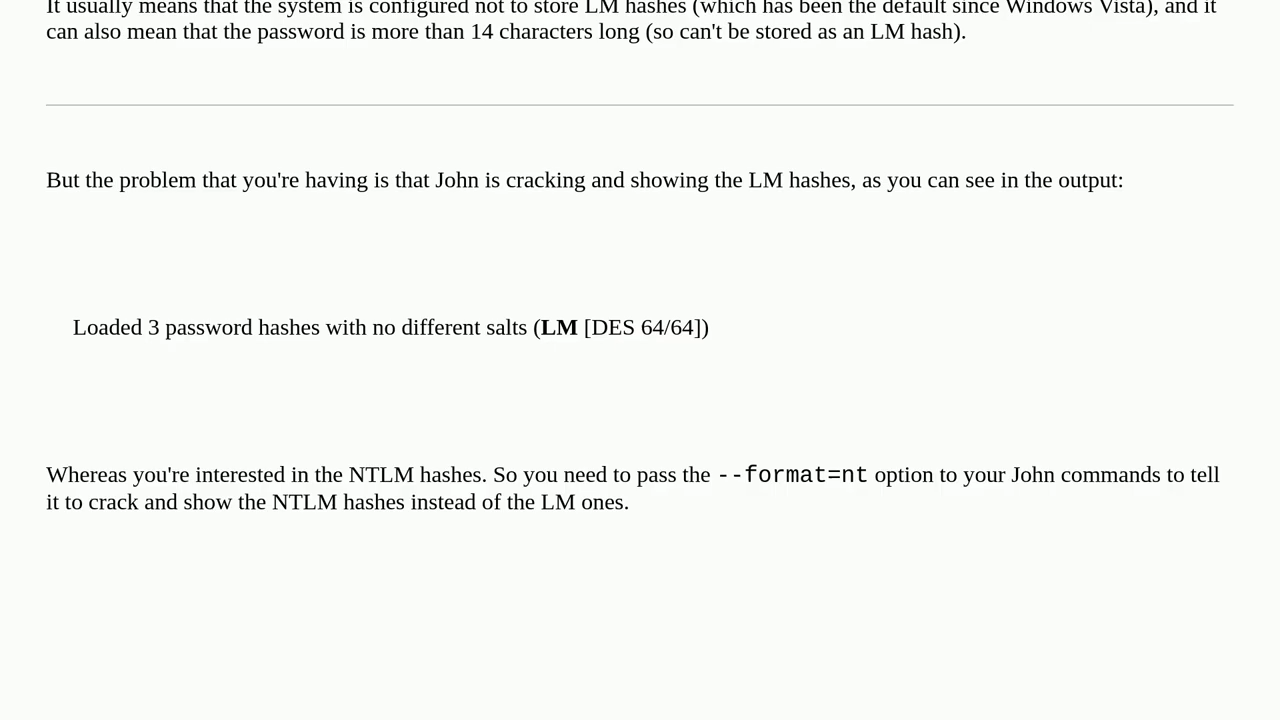 It usually means that the system is configured not to store LM hashes (which has been the default since Windows Vista), and it
can also mean that the password is more than 14 characters long (so can't be stored as an LM hash).
But the problem that you're having is that John is cracking and showing the LM hashes, as you can see in the output:
Loaded 3 password hashes with no different salts (LM [DES 64/64])
Whereas you're interested in the NTLM hashes. So you need to pass the --format=nt option to your John commands to tell
it to crack and show the NTLM hashes instead of the LM ones.